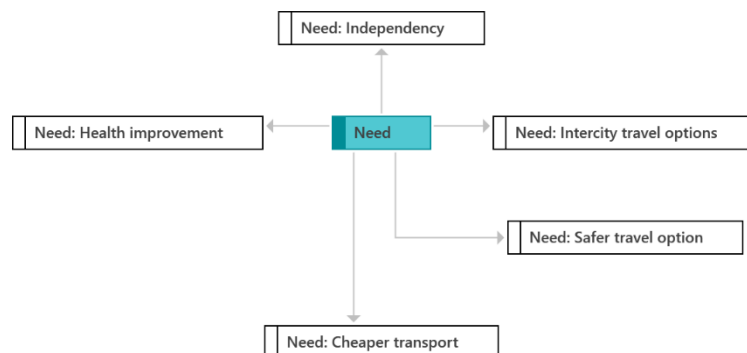 Need: Independency
Need: Health improvement
Need
Need: Intercity travel options
Need: Safer travel option
Need: Cheaper transport